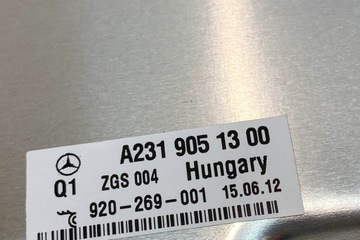 A231 905 13 00
Q1 ZGS 004 Hungary
920-269-001 15.06.12